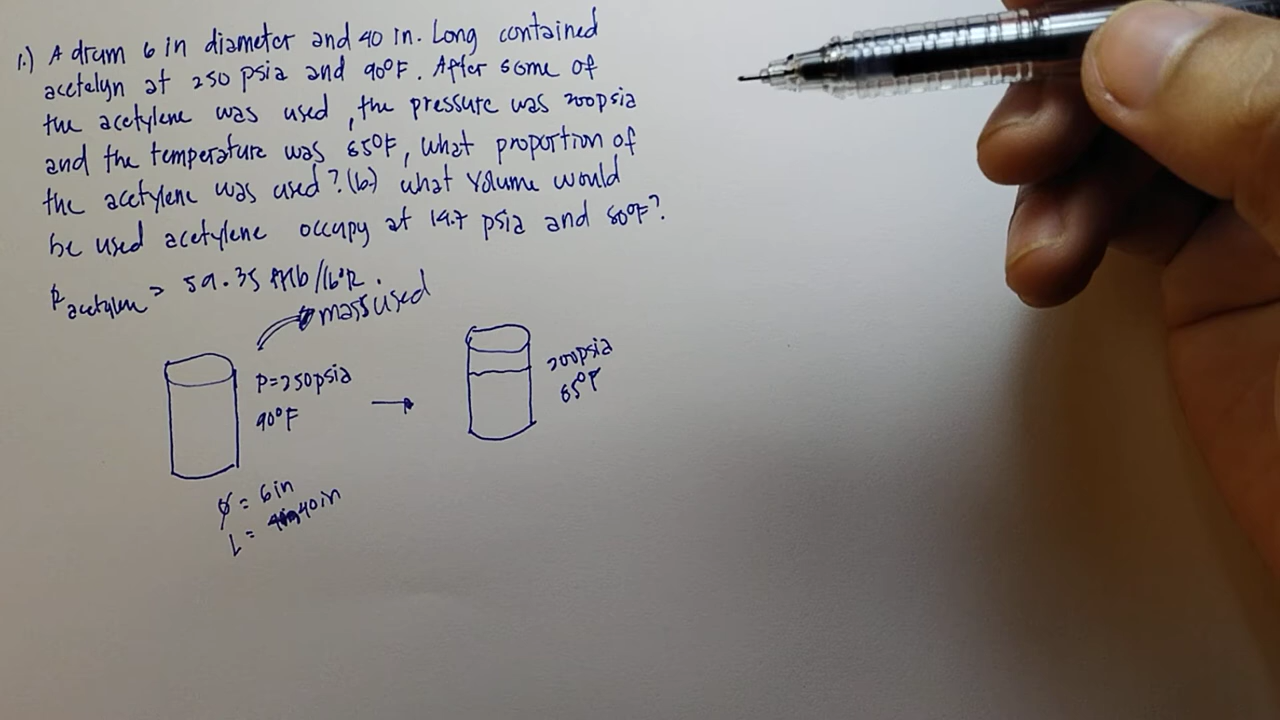 1.) A drum 6 in diameter and 40 in. Long contained
acetelyn at 250 psia and 90°F. After some of
the acetylene was used, the pressure was 200psia
and the temperature was 85°F, what proportion of
the acetylene was used? (b.) what volume would
be used acetylene occupy at 14.7 psia and 80°F?
R acetylen = 59.35 ft lb/lb°R.
mass used
P=250psia
90°F
200psia
85°F
ø = 6in
L = 40in